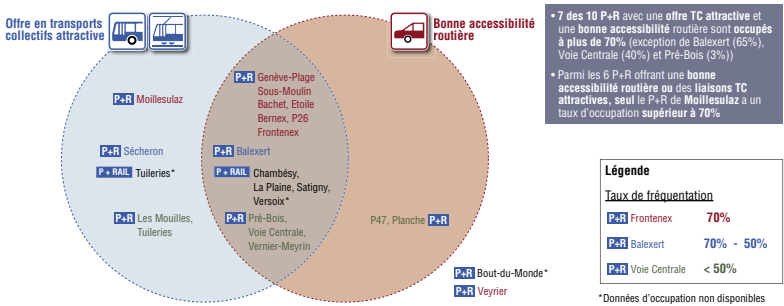 Offre en transports
collectifs attractive
Bonne accessibilité
routière
P+R Moillesulaz
P+R Sécheron
P + RAIL Tuileries*
P+R Les Mouilles,
Tuileries
P+R Genève-Plage
Sous-Moulin
Bachet, Etoile
Bernex, P26
Frontenex
P+R Balexert
P + RAIL Chambésy,
La Plaine, Satigny,
Versoix*
P+R Pré-Bois,
Voie Centrale,
Vernier-Meyrin
P47, Planche P+R
P+R Bout-du-Monde*
P+R Veyrier
• 7 des 10 P+R avec une offre TC attractive et
une bonne accessibilité routière sont occupés
à plus de 70% (exception de Balexert (65%),
Voie Centrale (40%) et Pré-Bois (3%))
• Parmi les 6 P+R offrant une bonne
accessibilité routière ou des liaisons TC
attractives, seul le P+R de Moillesulaz a un
taux d'occupation supérieur à 70%
Légende
Taux de fréquentation
P+R Frontenex 70%
P+R Balexert 70% - 50%
P+R Voie Centrale < 50%
*Données d'occupation non disponibles